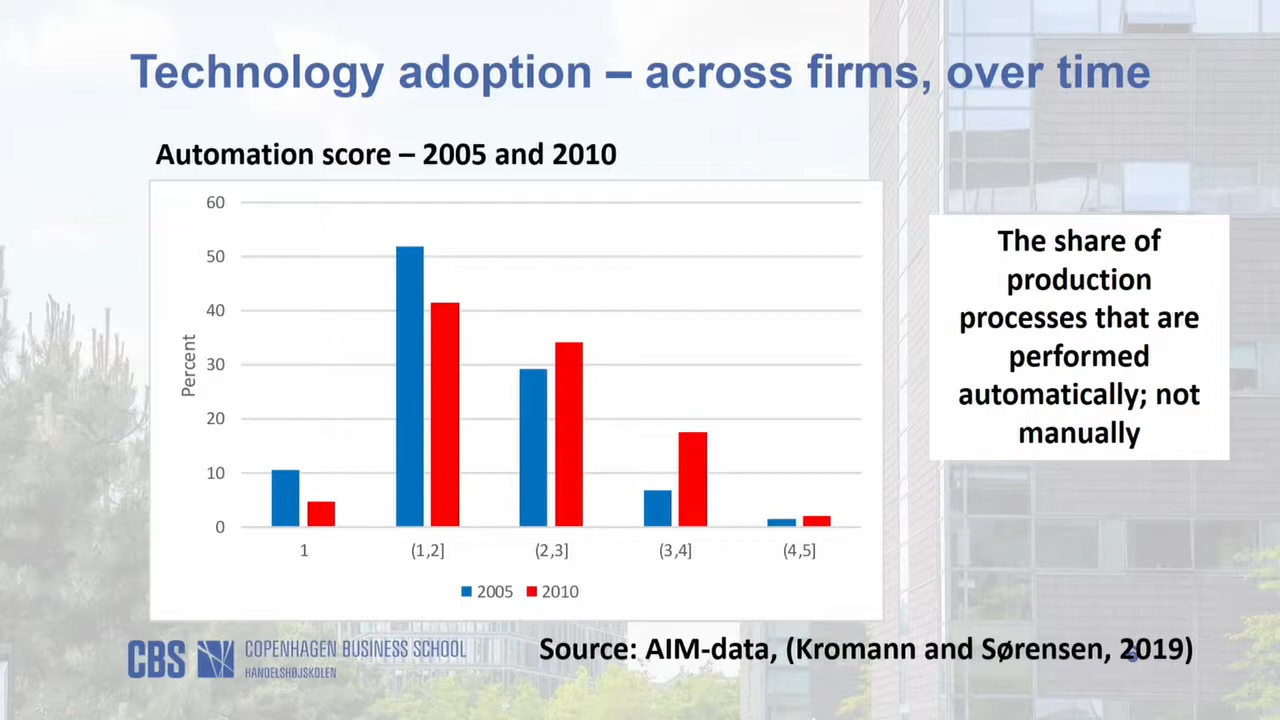 Technology adoption – across firms, over time
Automation score – 2005 and 2010
60
50
40
30
20
10
0
Percent
1
(1,2]
(2,3]
(3,4]
(4,5]
2005
2010
The share of
production
processes that are
performed
automatically; not
manually
CBS
COPENHAGEN BUSINESS SCHOOL
HANDELSHØJSKOLEN
Source: AIM-data, (Kromann and Sørensen, 2019)